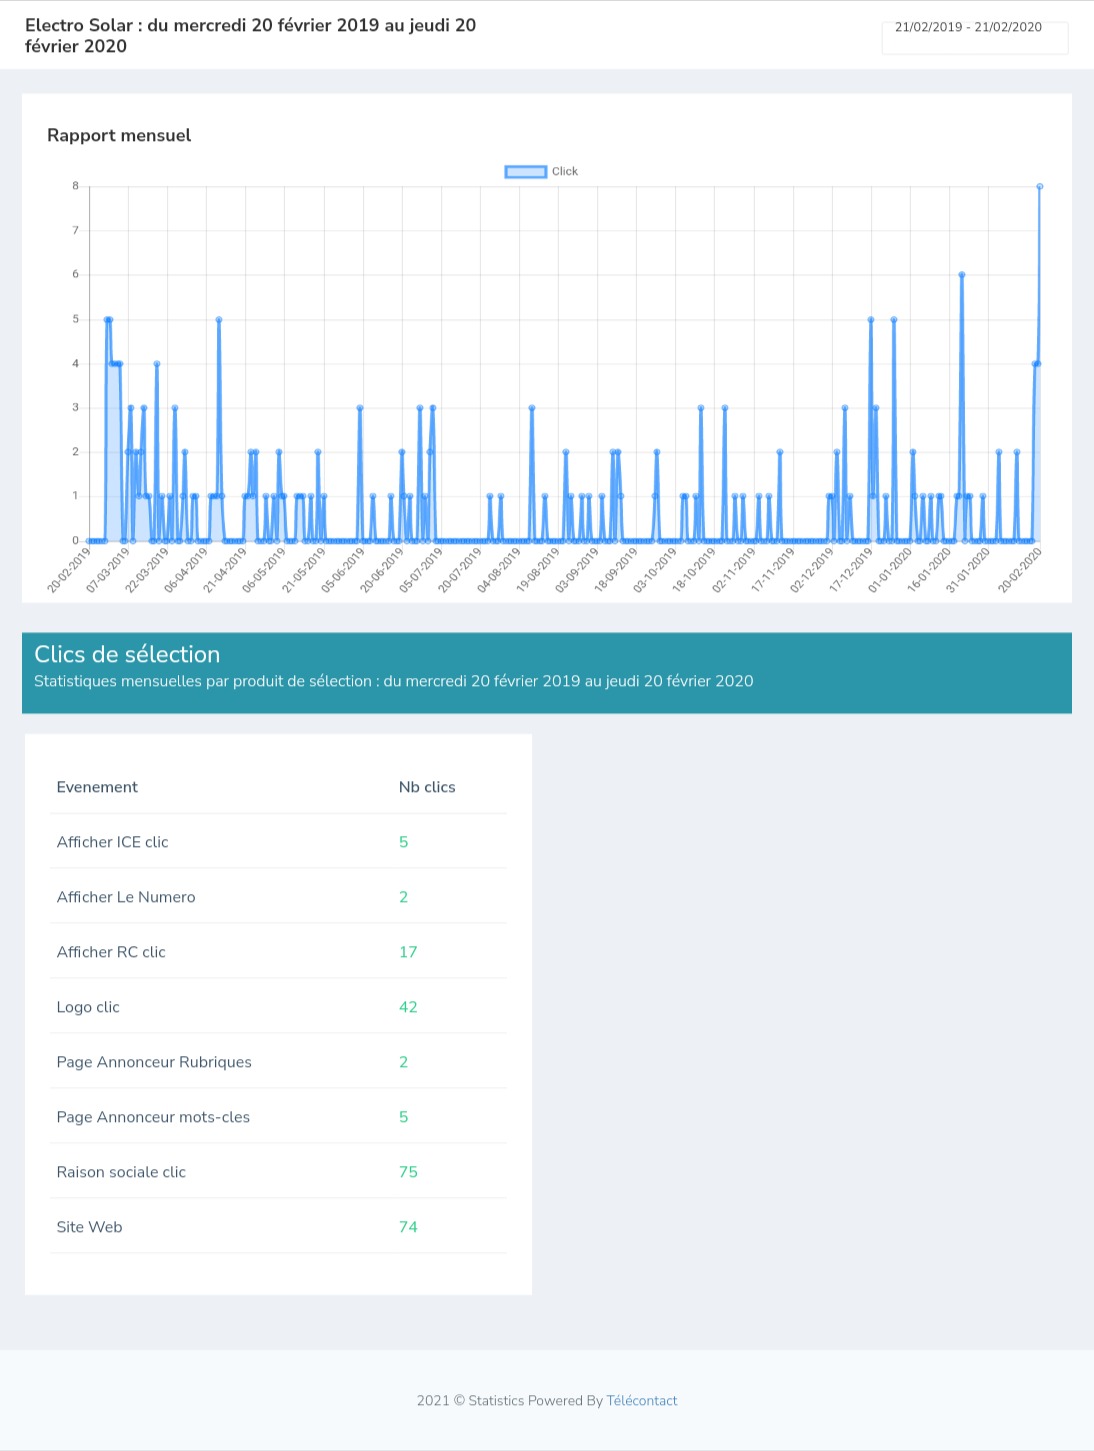 Electro Solar : du mercredi 20 février 2019 au jeudi 20
février 2020
21/02/2019 - 21/02/2020
Rapport mensuel
Click
8
7
6
5
4
3
2
1
0
20-02-2019
07-03-2019
22-03-2019
06-04-2019
21-04-2019
06-05-2019
21-05-2019
05-06-2019
20-06-2019
05-07-2019
20-07-2019
04-08-2019
19-08-2019
03-09-2019
18-09-2019
03-10-2019
18-10-2019
02-11-2019
17-11-2019
02-12-2019
17-12-2019
01-01-2020
16-01-2020
31-01-2020
20-02-2020
Clics de sélection
Statistiques mensuelles par produit de sélection : du mercredi 20 février 2019 au jeudi 20 février 2020
Evenement Nb clics
Afficher ICE clic 5
Afficher Le Numero 2
Afficher RC clic 17
Logo clic 42
Page Annonceur Rubriques 2
Page Annonceur mots-cles 5
Raison sociale clic 75
Site Web 74
2021 © Statistics Powered By Télécontact